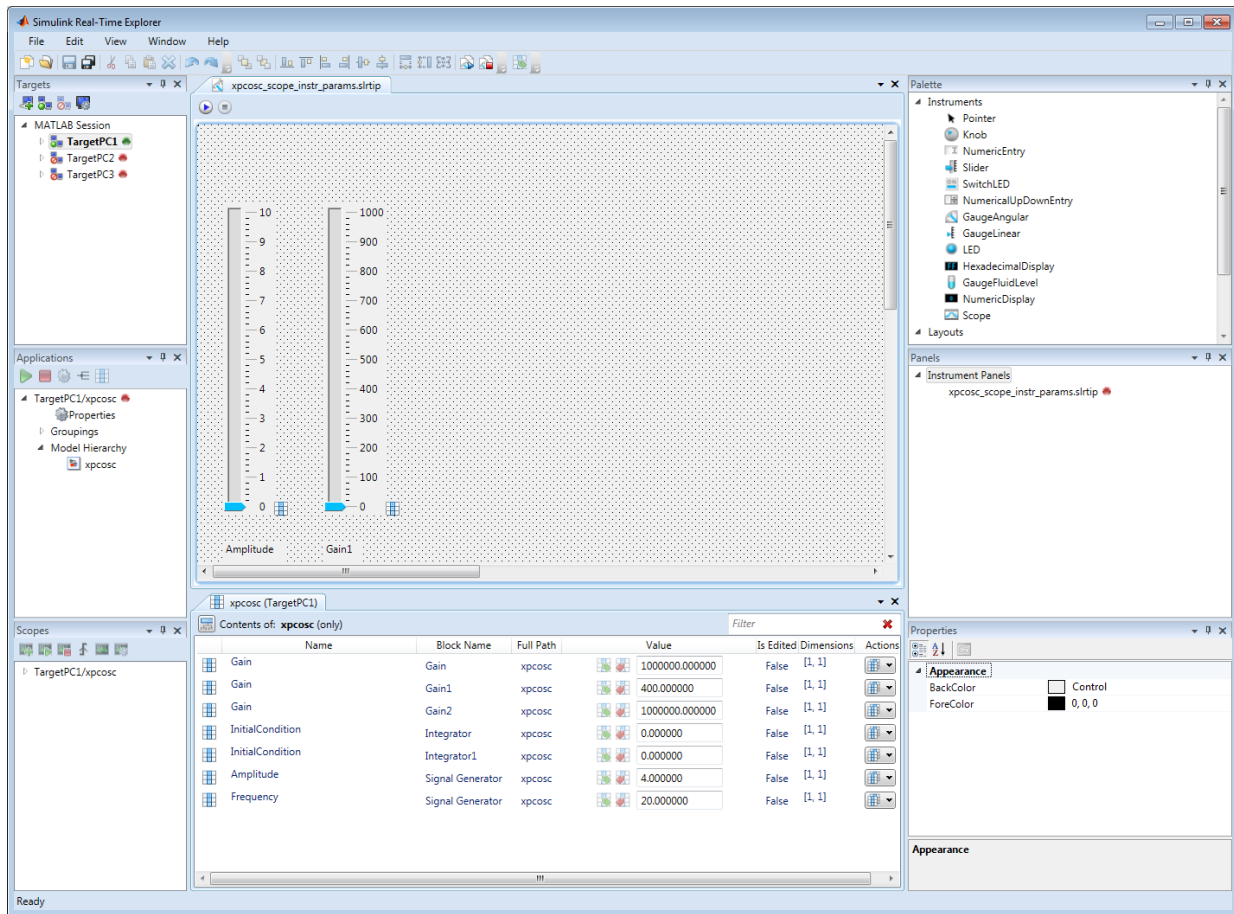 Simulink Real-Time Explorer
File Edit View Window Help
Targets
MATLAB Session
TargetPC1
TargetPC2
TargetPC3
Applications
TargetPC1/xpcosc
Properties
Groupings
Model Hierarchy
xpcosc
Scopes
TargetPC1/xpcosc
xpcosc_scope_instr_params.slrtip
10 1000
9 900
8 800
7 700
6 600
5 500
4 400
3 300
2 200
1 100
0 0
Amplitude Gain1
xpcosc (TargetPC1)
Contents of: xpcosc (only) Filter
Name Block Name Full Path Value Is Edited Dimensions Actions
Gain Gain xpcosc 1000000.000000 False [1, 1]
Gain Gain1 xpcosc 400.000000 False [1, 1]
Gain Gain2 xpcosc 1000000.000000 False [1, 1]
InitialCondition Integrator xpcosc 0.000000 False [1, 1]
InitialCondition Integrator1 xpcosc 0.000000 False [1, 1]
Amplitude Signal Generator xpcosc 4.000000 False [1, 1]
Frequency Signal Generator xpcosc 20.000000 False [1, 1]
Palette
Instruments
Pointer
Knob
NumericEntry
Slider
SwitchLED
NumericalUpDownEntry
GaugeAngular
GaugeLinear
LED
HexadecimalDisplay
GaugeFluidLevel
NumericDisplay
Scope
Layouts
Panels
Instrument Panels
xpcosc_scope_instr_params.slrtip
Properties
Appearance
BackColor Control
ForeColor 0, 0, 0
Appearance
Ready